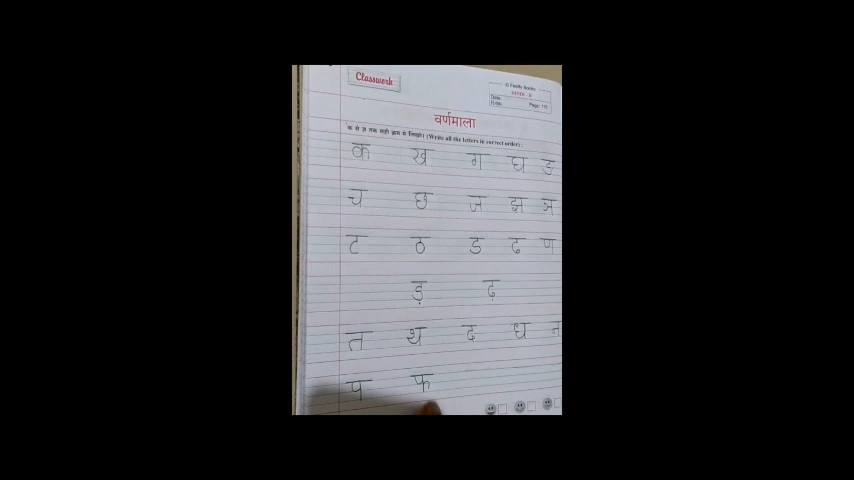 Classwork
वर्णमाला
क से ज्ञ तक सही क्रम में लिखो। (Write all the letters in correct order) :
क ख ग घ ङ
च छ ज झ ञ
ट ठ ड ढ ण
ड़ ढ़
त थ द ध न
प फ